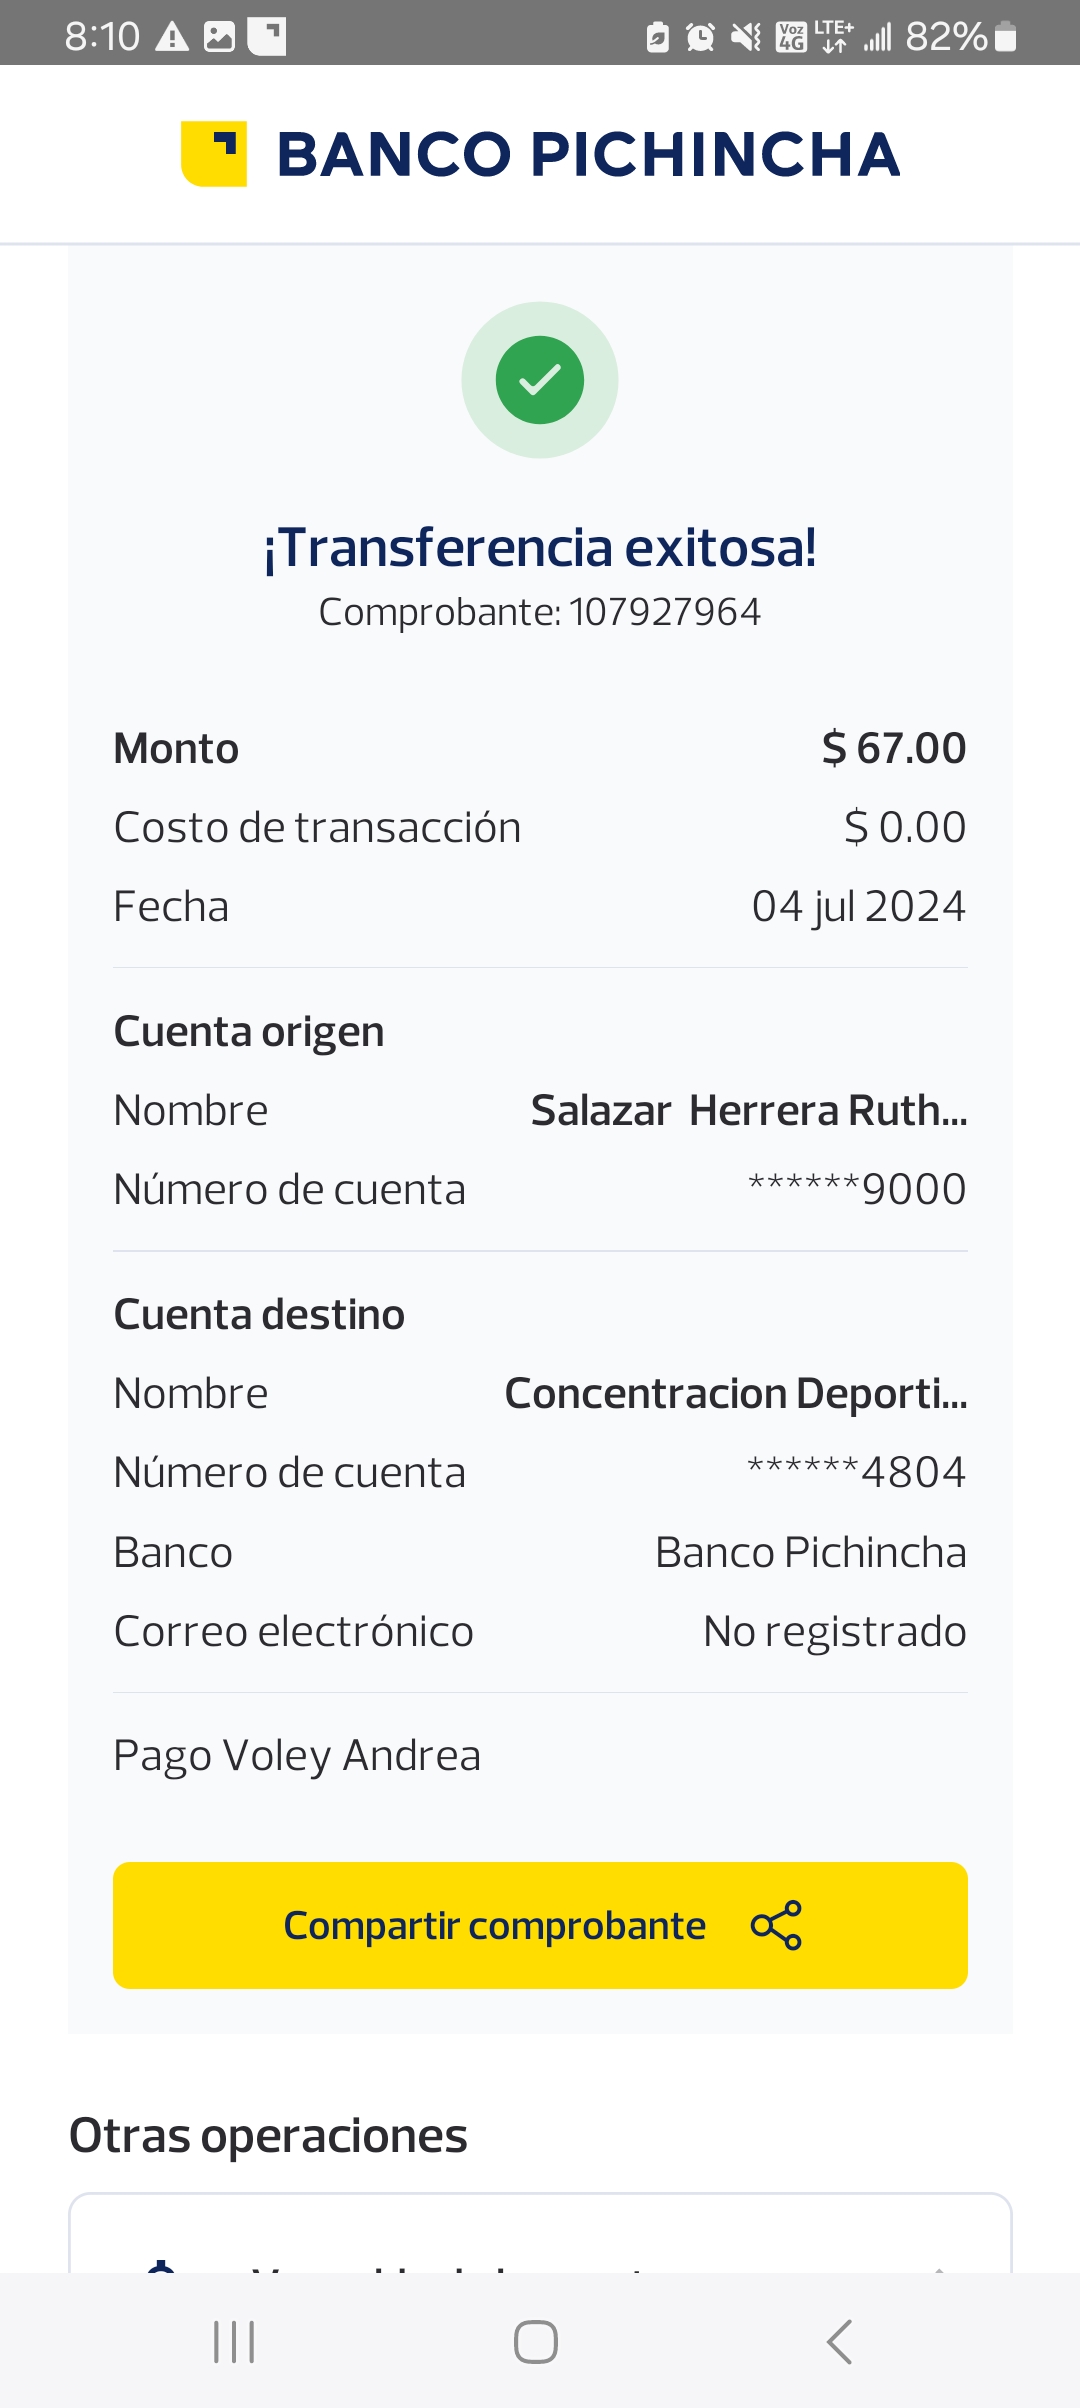 8:10
Voz 4G LTE+ 82%
BANCO PICHINCHA
¡Transferencia exitosa!
Comprobante: 107927964
Monto $ 67.00
Costo de transacción $ 0.00
Fecha 04 jul 2024
Cuenta origen
Nombre Salazar Herrera Ruth...
Número de cuenta ******9000
Cuenta destino
Nombre Concentracion Deporti...
Número de cuenta ******4804
Banco Banco Pichincha
Correo electrónico No registrado
Pago Voley Andrea
Compartir comprobante
Otras operaciones